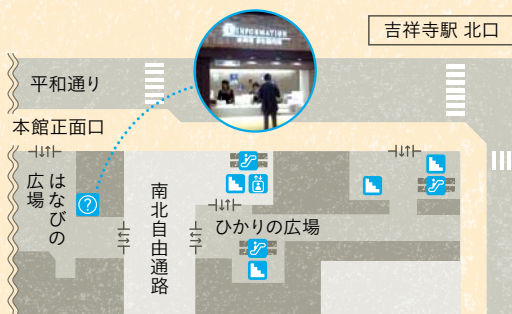 吉祥寺駅 北口
INFORMATION
平和通り
本館正面口
はなびの
広場
?
南北自由通路
ひかりの広場